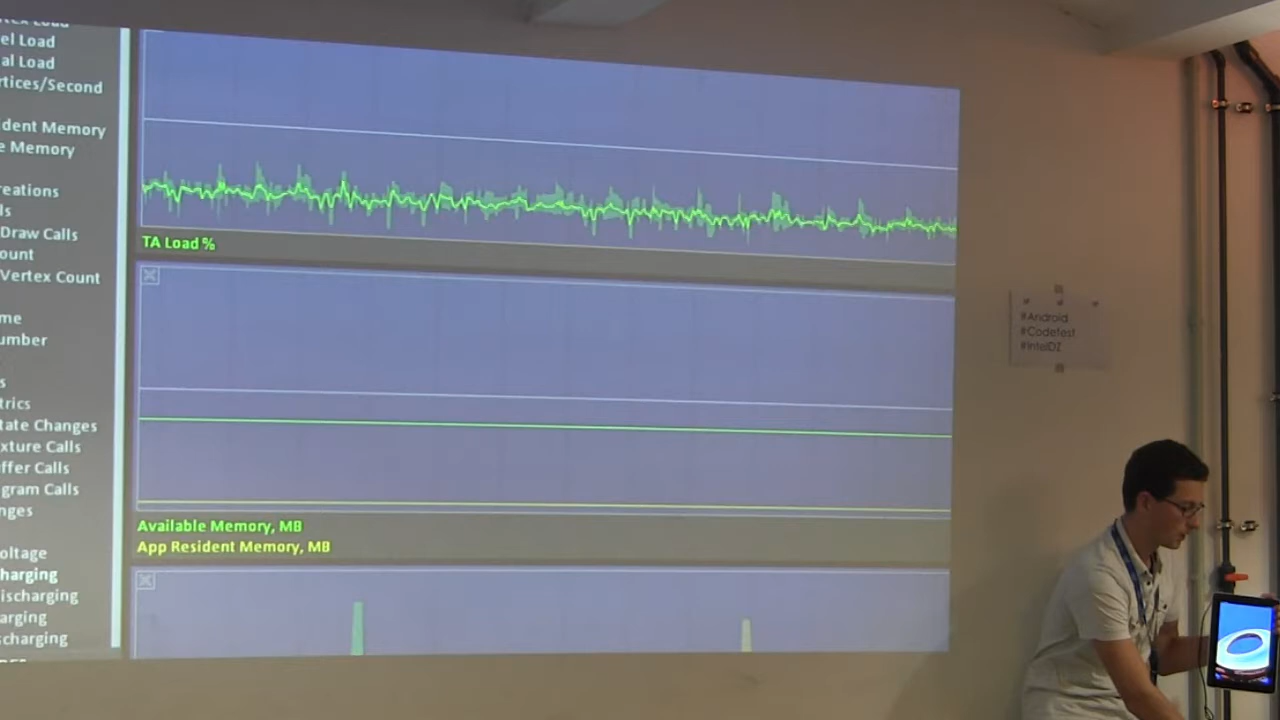 el Load
al Load
rtices/Second
dent Memory
e Memory
reations
ls
Draw Calls
ount
Vertex Count
me
umber
s
trics
tate Changes
xture Calls
ffer Calls
gram Calls
nges
oltage
harging
ischarging
arging
scharging
TA Load %
Available Memory, MB
App Resident Memory, MB
#Android
#Codefest
#IntelDZ